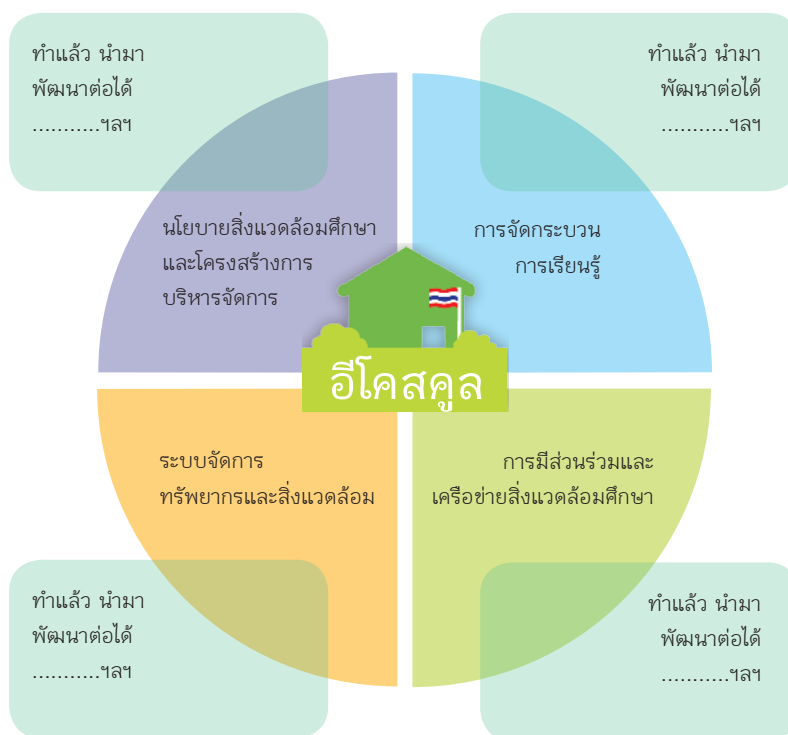 ทำแล้ว นำมา
พัฒนาต่อได้
...........ฯลฯ
ทำแล้ว นำมา
พัฒนาต่อได้
...........ฯลฯ
นโยบายสิ่งแวดล้อมศึกษา
และโครงสร้างการ
บริหารจัดการ
การจัดกระบวน
การเรียนรู้
อีโคสคูล
ระบบจัดการ
ทรัพยากรและสิ่งแวดล้อม
การมีส่วนร่วมและ
เครือข่ายสิ่งแวดล้อมศึกษา
ทำแล้ว นำมา
พัฒนาต่อได้
...........ฯลฯ
ทำแล้ว นำมา
พัฒนาต่อได้
...........ฯลฯ